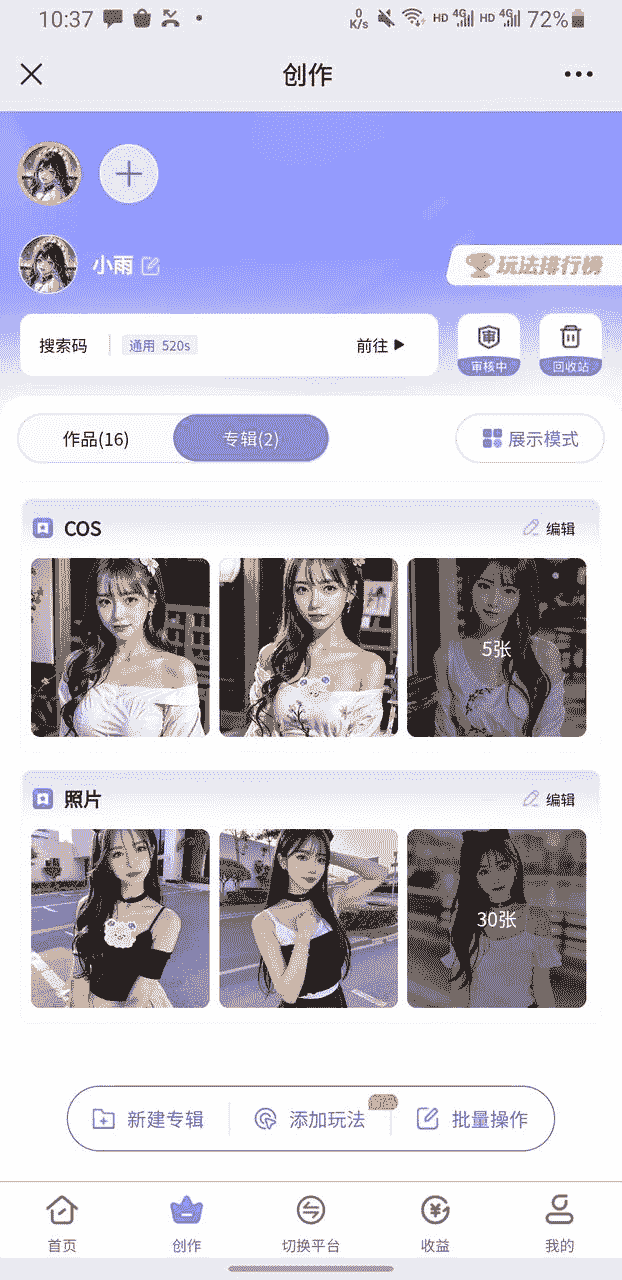 10:37 0 K/s HD 4G HD 4G 72%
创作
小雨
玩法排行榜
搜索码 通用 520s 前往
审 审核中 回收站
作品(16) 专辑(2) 展示模式
COS 编辑
5张
照片 编辑
30张
新建专辑 添加玩法 批量操作
首页 创作 切换平台 收益 我的